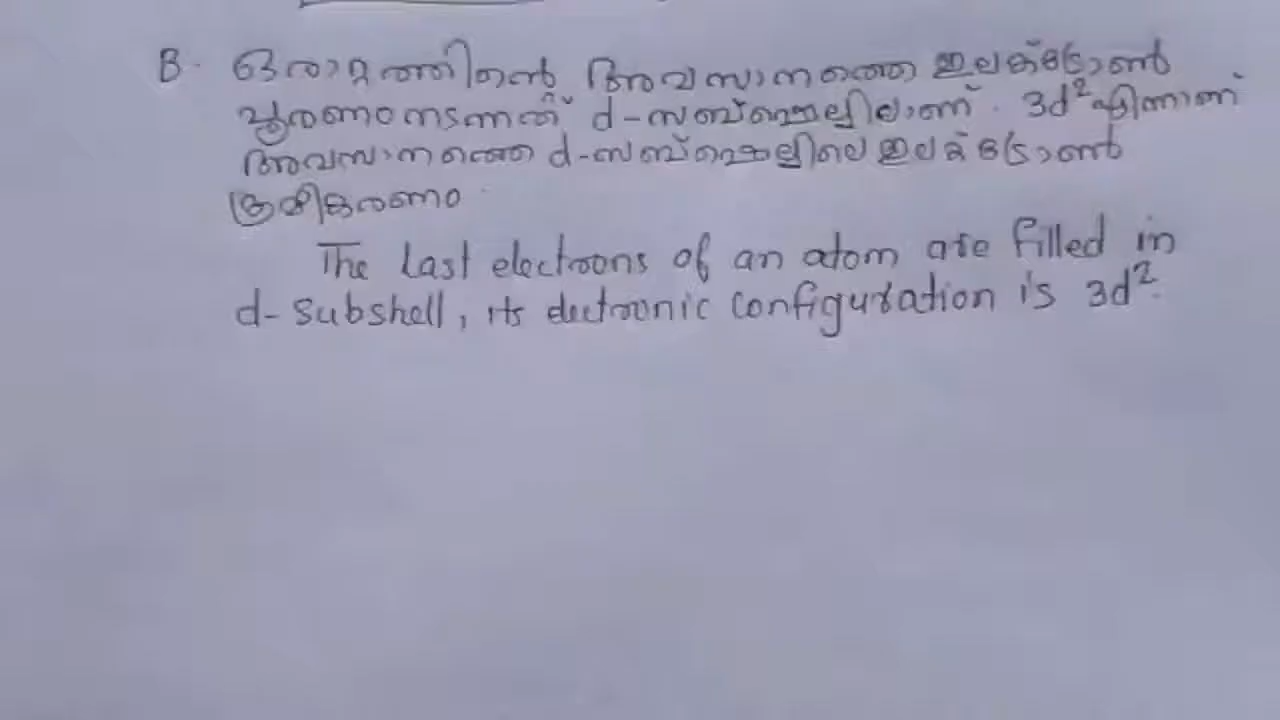 B. ഒരാറ്റത്തിന്റെ അവസാനത്തെ ഇലക്ട്രോൺ
പൂരണം നടന്നത് d-സബ്ഷെല്ലിലാണ്. 3d² എന്നാണ്
അവസാനത്തെ d-സബ്ഷെല്ലിലെ ഇലക്ട്രോൺ
ക്രമീകരണം.
The last electrons of an atom are filled in
d-subshell, its electronic configuration is 3d².